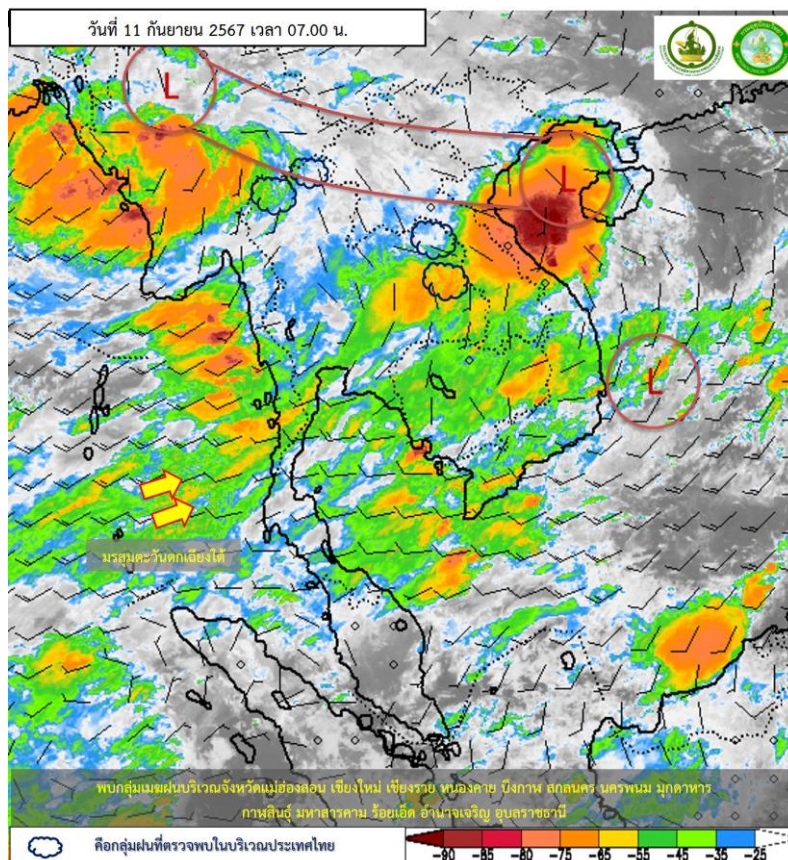 วันที่ 11 กันยายน 2567 เวลา 07.00 น.
L
L
L
มรสุมตะวันตกเฉียงใต้
พบกลุ่มเมฆฝนบริเวณจังหวัดแม่ฮ่องสอน เชียงใหม่ เชียงราย หนองคาย บึงกาฬ สกลนคร นครพนม มุกดาหาร
กาฬสินธุ์ มหาสารคาม ร้อยเอ็ด อำนาจเจริญ อุบลราชธานี
คือกลุ่มฝนที่ตรวจพบในบริเวณประเทศไทย
-90 -85 -80 -75 -65 -55 -45 -35 -25